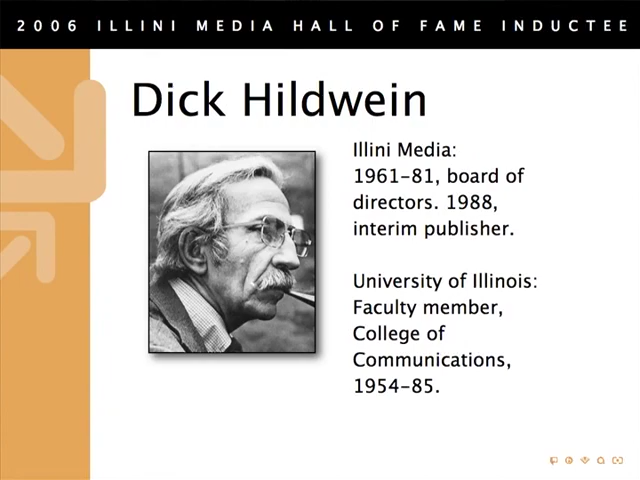 2006 ILLINI MEDIA HALL OF FAME INDUCTEE
Dick Hildwein
Illini Media:
1961–81, board of
directors. 1988,
interim publisher.
University of Illinois:
Faculty member,
College of
Communications,
1954–85.